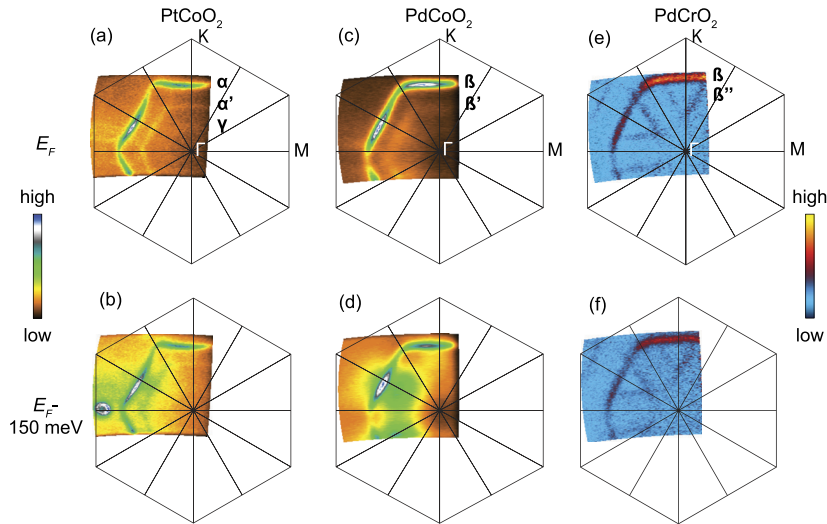 PtCoO2
PdCoO2
PdCrO2
(a)
K
(c)
K
(e)
α
α'
γ
ß
ß'
ß
ß''
EF
Γ
M
Γ
M
Γ
high
low
high
low
(b)
(d)
(f)
EF-
150 meV